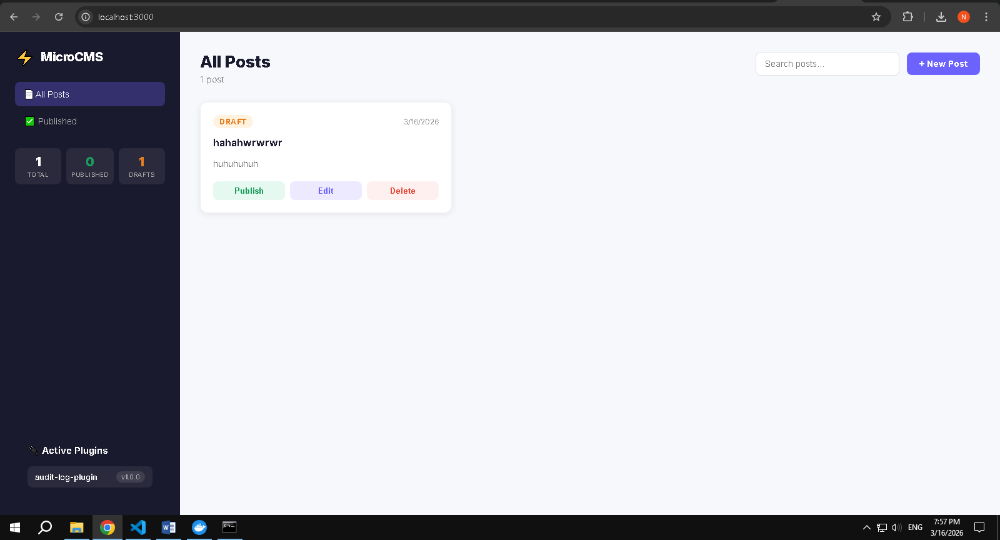 localhost:3000
N
MicroCMS
All Posts
Published
1
TOTAL
0
PUBLISHED
1
DRAFTS
Active Plugins
audit-log-plugin v1.0.0
All Posts
1 post
Search posts...
+ New Post
DRAFT 3/16/2026
hahahwrwrwr
huhuhuhuh
Publish Edit Delete
ENG
7:57 PM
3/16/2026